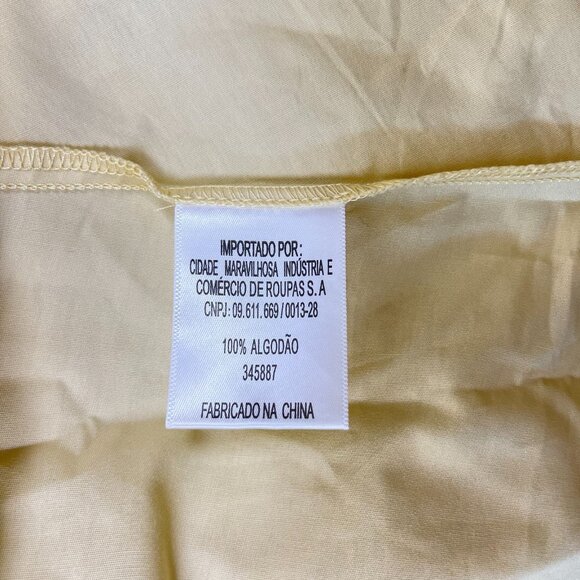 IMPORTADO POR:
CIDADE MARAVILHOSA INDÚSTRIA E
COMÉRCIO DE ROUPAS S. A
CNPJ: 09.611.669/0013-28
100% ALGODÃO
345887
FABRICADO NA CHINA